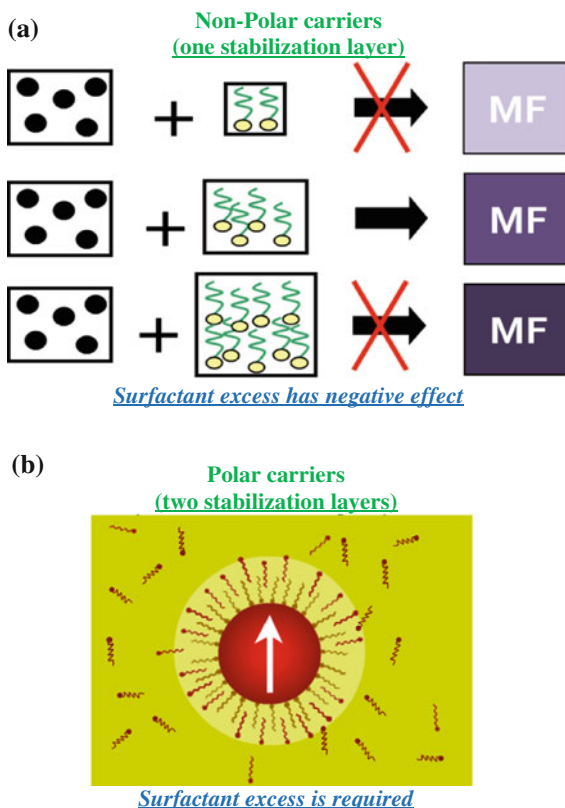 (a)
Non-Polar carriers
(one stabilization layer)
+
MF
+
MF
+
MF
Surfactant excess has negative effect
(b)
Polar carriers
(two stabilization layers)
Surfactant excess is required